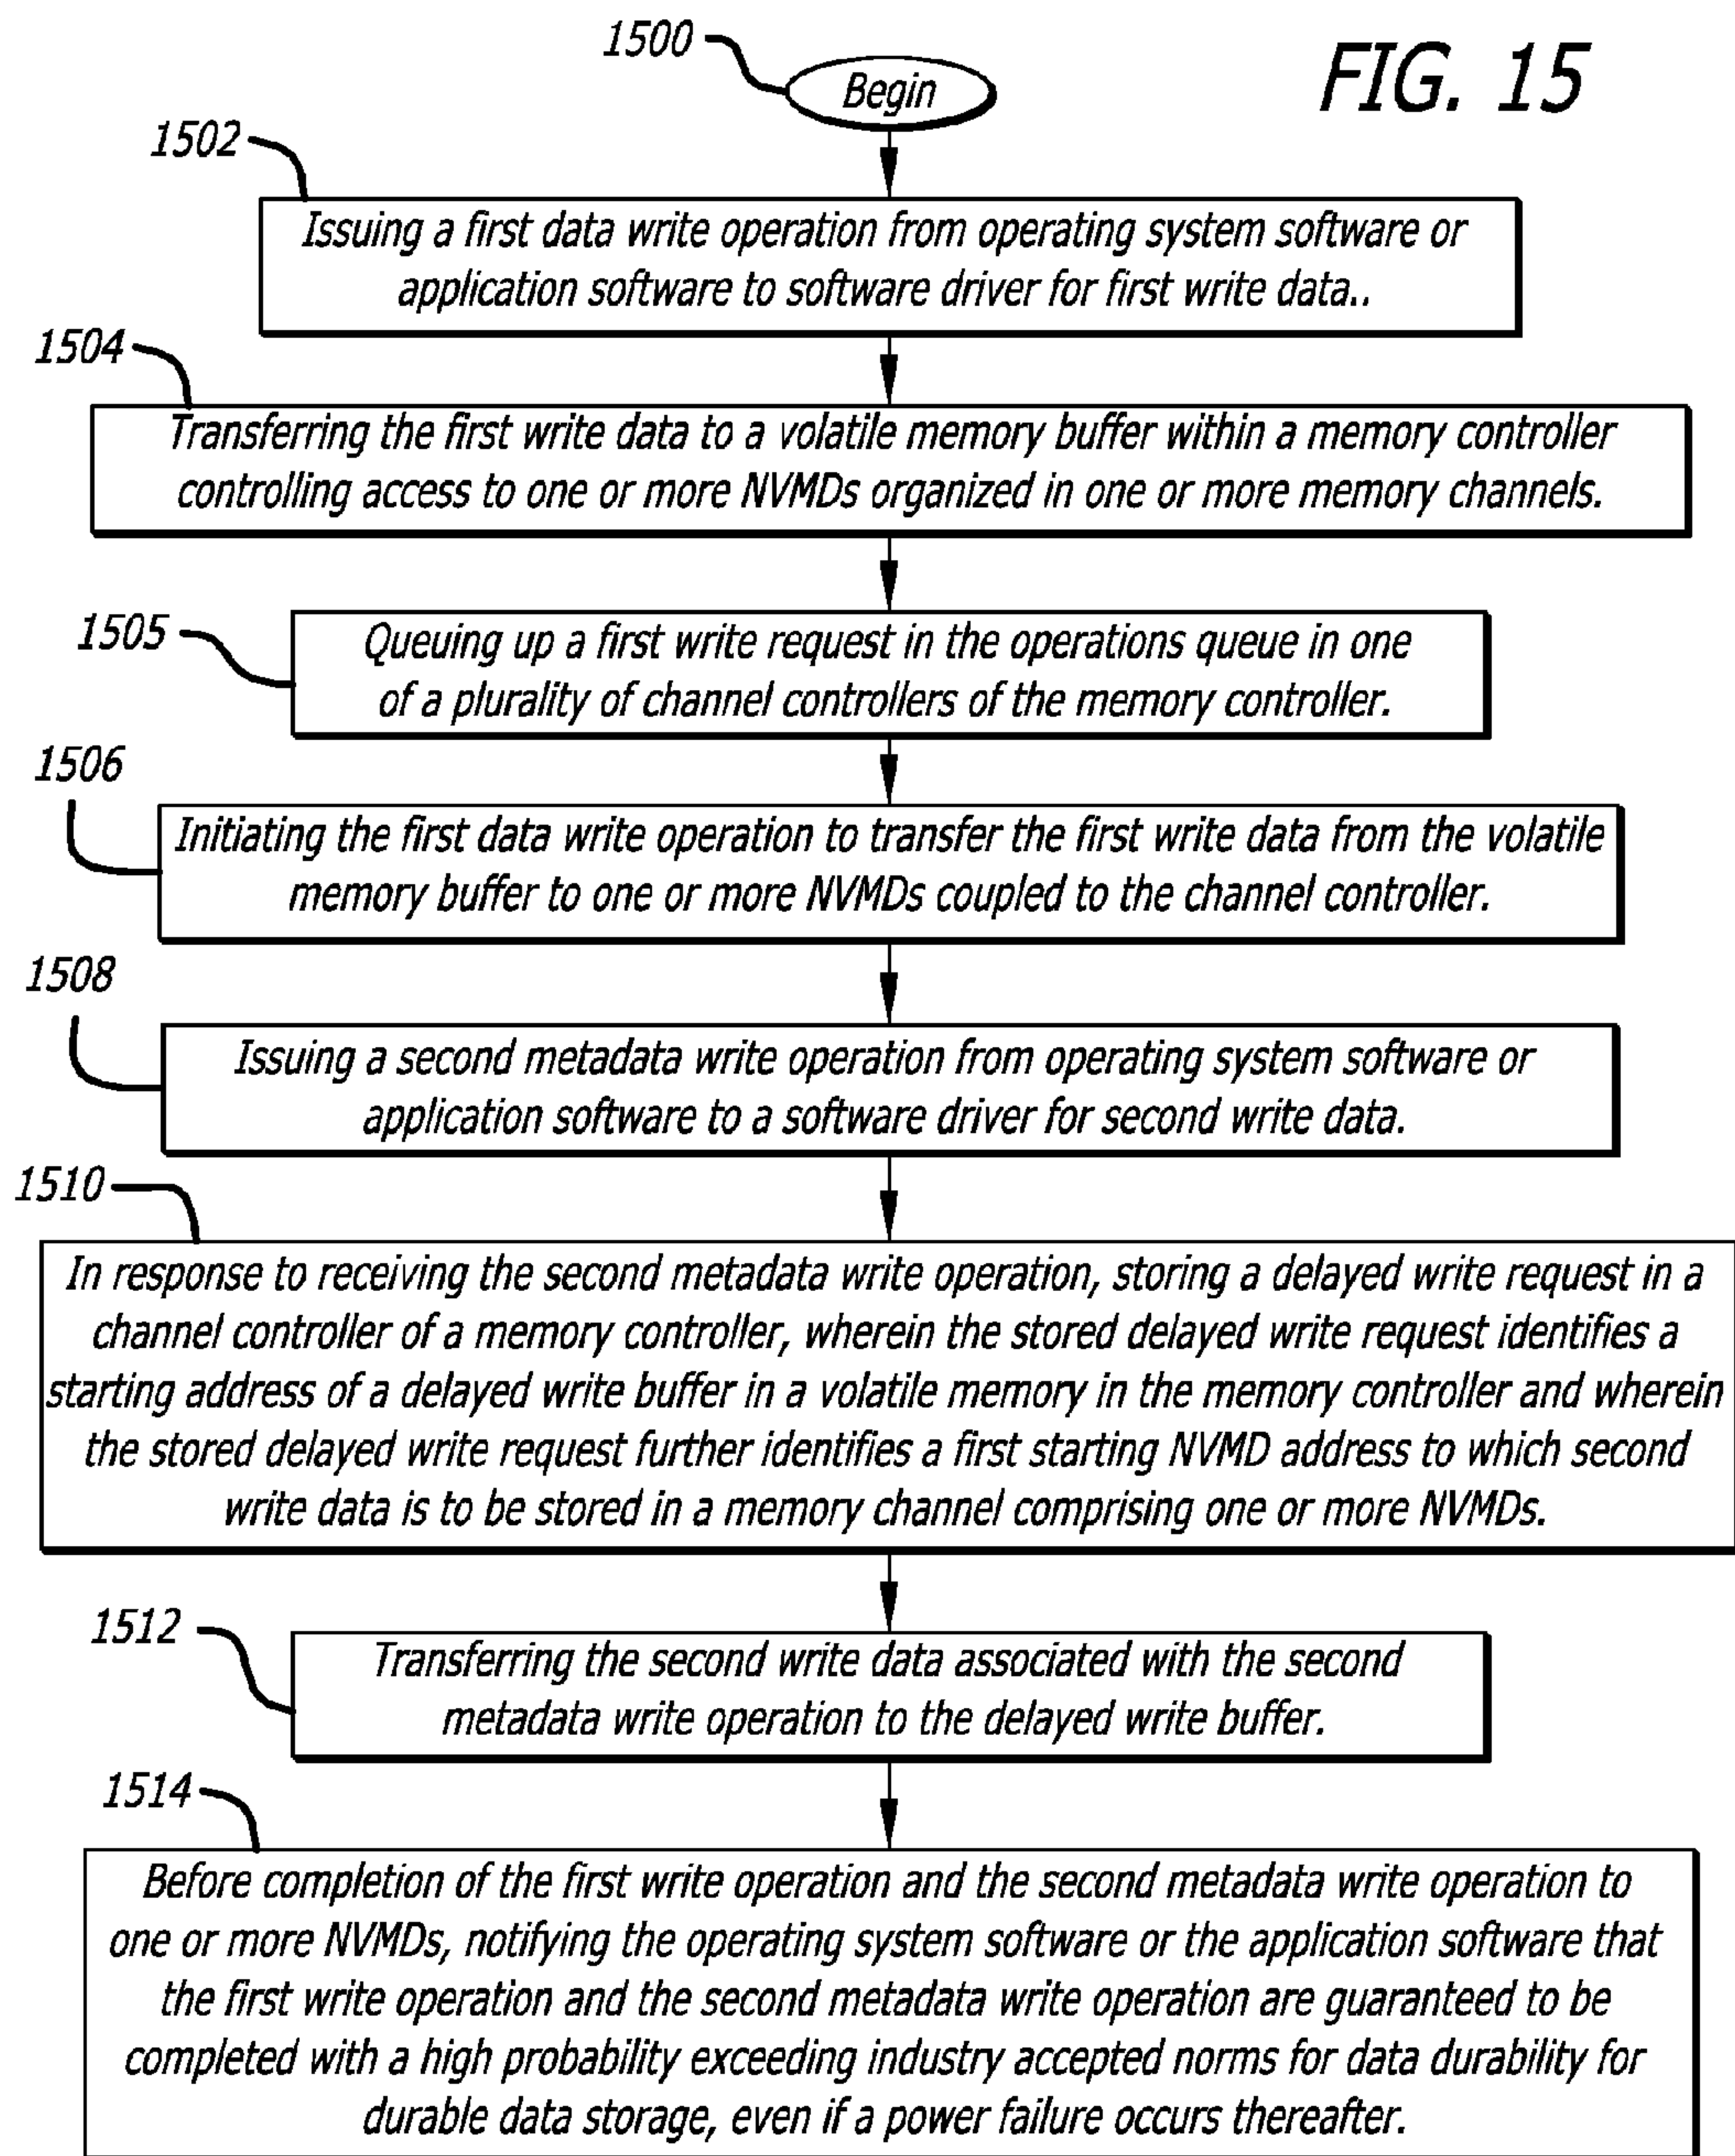 1500
Begin
FIG. 15
1502
Issuing a first data write operation from operating system software or
application software to software driver for first write data..
1504
Transferring the first write data to a volatile memory buffer within a memory controller
controlling access to one or more NVMDs organized in one or more memory channels.
1505
Queuing up a first write request in the operations queue in one
of a plurality of channel controllers of the memory controller.
1506
Initiating the first data write operation to transfer the first write data from the volatile
memory buffer to one or more NVMDs coupled to the channel controller.
1508
Issuing a second metadata write operation from operating system software or
application software to a software driver for second write data.
1510
In response to receiving the second metadata write operation, storing a delayed write request in a
channel controller of a memory controller, wherein the stored delayed write request identifies a
starting address of a delayed write buffer in a volatile memory in the memory controller and wherein
the stored delayed write request further identifies a first starting NVMD address to which second
write data is to be stored in a memory channel comprising one or more NVMDs.
1512
Transferring the second write data associated with the second
metadata write operation to the delayed write buffer.
1514
Before completion of the first write operation and the second metadata write operation to
one or more NVMDs, notifying the operating system software or the application software that
the first write operation and the second metadata write operation are guaranteed to be
completed with a high probability exceeding industry accepted norms for data durability for
durable data storage, even if a power failure occurs thereafter.